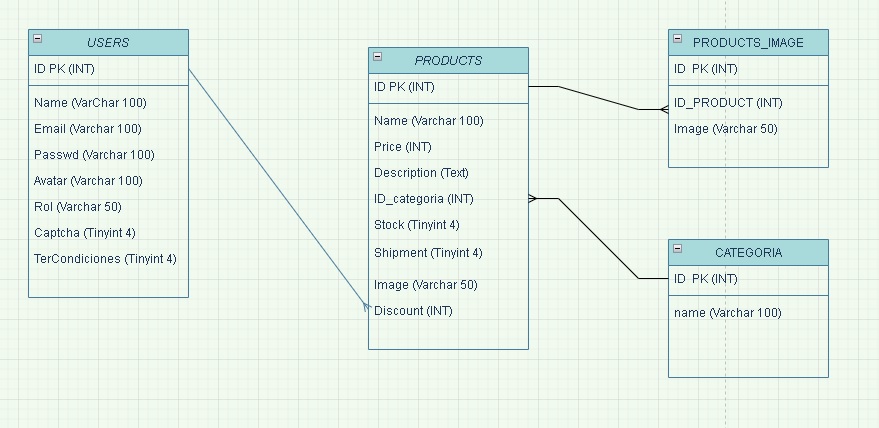 USERS
ID PK (INT)
Name (VarChar 100)
Email (Varchar 100)
Passwd (Varchar 100)
Avatar (Varchar 100)
Rol (Varchar 50)
Captcha (Tinyint 4)
TerCondiciones (Tinyint 4)
PRODUCTS
ID PK (INT)
Name (Varchar 100)
Price (INT)
Description (Text)
ID_categoria (INT)
Stock (Tinyint 4)
Shipment (Tinyint 4)
Image (Varchar 50)
Discount (INT)
PRODUCTS_IMAGE
ID PK (INT)
ID_PRODUCT (INT)
Image (Varchar 50)
CATEGORIA
ID PK (INT)
name (Varchar 100)